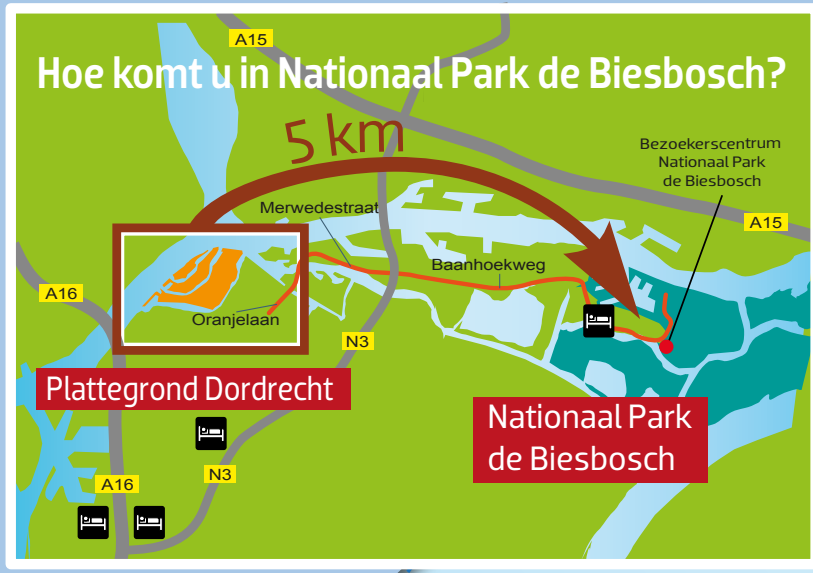 A15
Hoe komt u in Nationaal Park de Biesbosch?
5 km
Bezoekerscentrum
Nationaal Park
de Biesbosch
Merwedestraat
A15
Baanhoekweg
A16
Oranjelaan
N3
Plattegrond Dordrecht
Nationaal Park
de Biesbosch
N3
A16